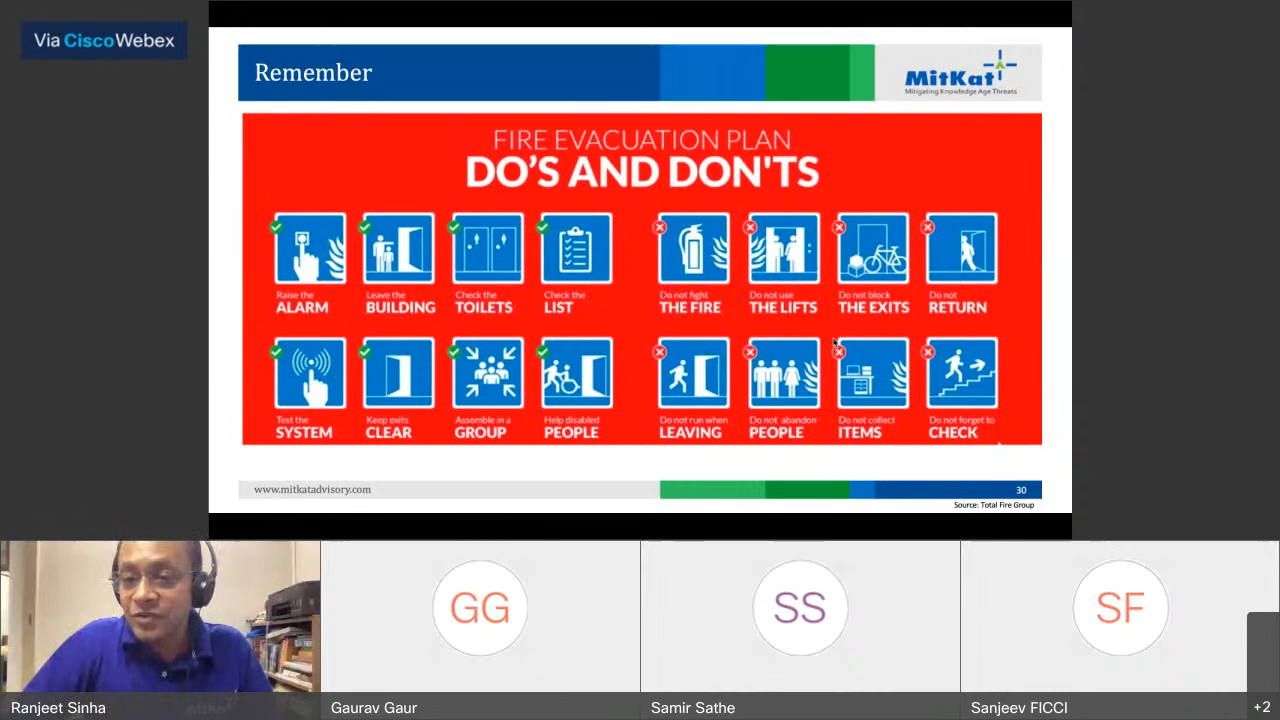 Via Cisco Webex
Remember
MitKat
Mitigating Knowledge Age Threats
FIRE EVACUATION PLAN
DO'S AND DON'TS
Raise the
ALARM
Leave the
BUILDING
Check the
TOILETS
Check the
LIST
Do not fight
THE FIRE
Do not use
THE LIFTS
Do not block
THE EXITS
Do not
RETURN
Test the
SYSTEM
Keep exits
CLEAR
Assemble in a
GROUP
Help disabled
PEOPLE
Do not run when
LEAVING
Do not abandon
PEOPLE
Do not collect
ITEMS
Do not forget to
CHECK
www.mitkatadvisory.com
30
Source: Total Fire Group
GG
SS
SF
Ranjeet Sinha
Gaurav Gaur
Samir Sathe
Sanjeev FICCI
+2